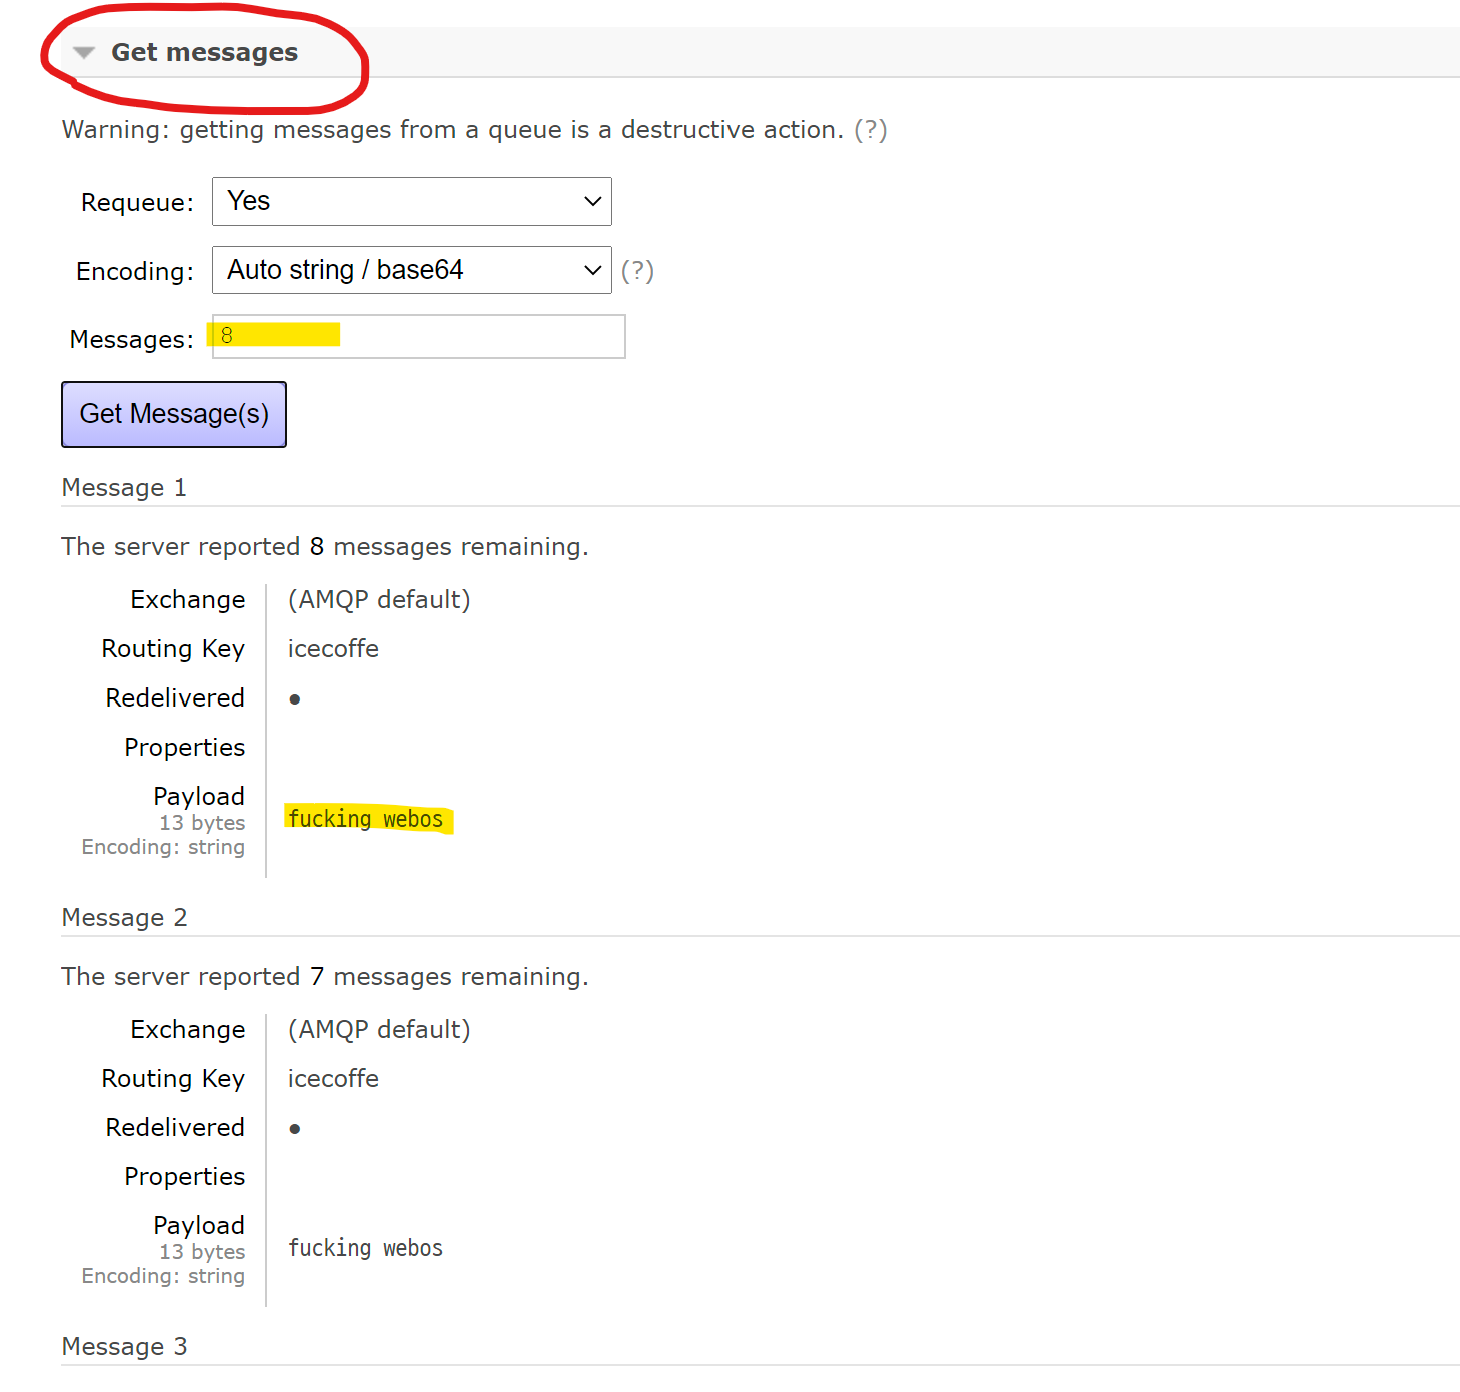 Get messages
Warning: getting messages from a queue is a destructive action. (?)
Requeue: Yes
Encoding: Auto string / base64 (?)
Messages: 8
Get Message(s)
Message 1
The server reported 8 messages remaining.
Exchange (AMQP default)
Routing Key icecoffe
Redelivered ●
Properties
Payload
13 bytes
Encoding: string
fucking webos
Message 2
The server reported 7 messages remaining.
Exchange (AMQP default)
Routing Key icecoffe
Redelivered ●
Properties
Payload
13 bytes
Encoding: string
fucking webos
Message 3